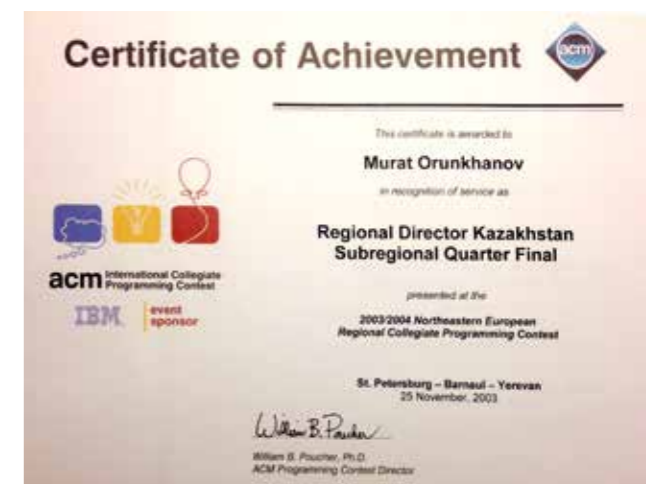 Certificate of Achievement
acm
This certificate is awarded to
Murat Orunkhanov
in recognition of service as
Regional Director Kazakhstan
Subregional Quarter Final
presented at the
2003/2004 Northeastern European
Regional Collegiate Programming Contest
St. Petersburg – Barnaul – Yerevan
25 November, 2003
acm International Collegiate
Programming Contest
IBM event
sponsor
William B. Poucher
William B. Poucher, Ph.D.
ACM Programming Contest Director